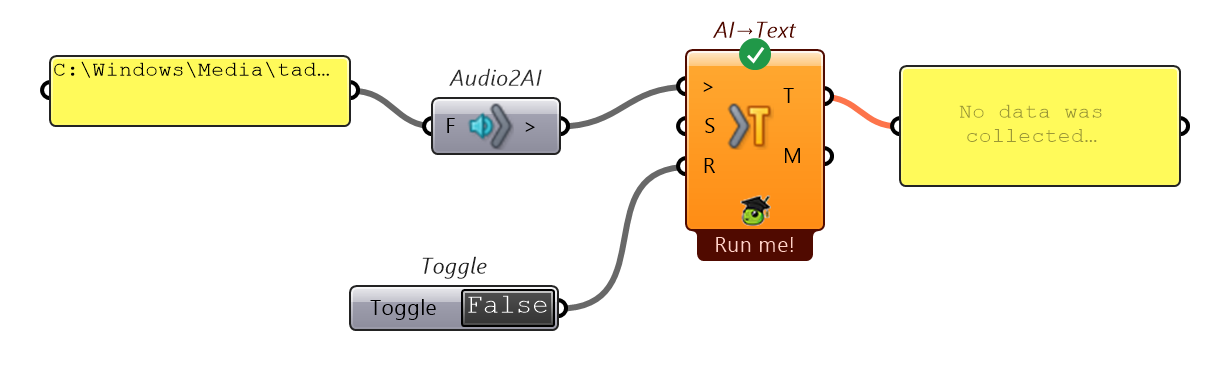 AI→Text
C:\Windows\Media\tad…
Audio2AI
F >
>
S
R
T
M
No data was
collected…
Run me!
Toggle
Toggle False